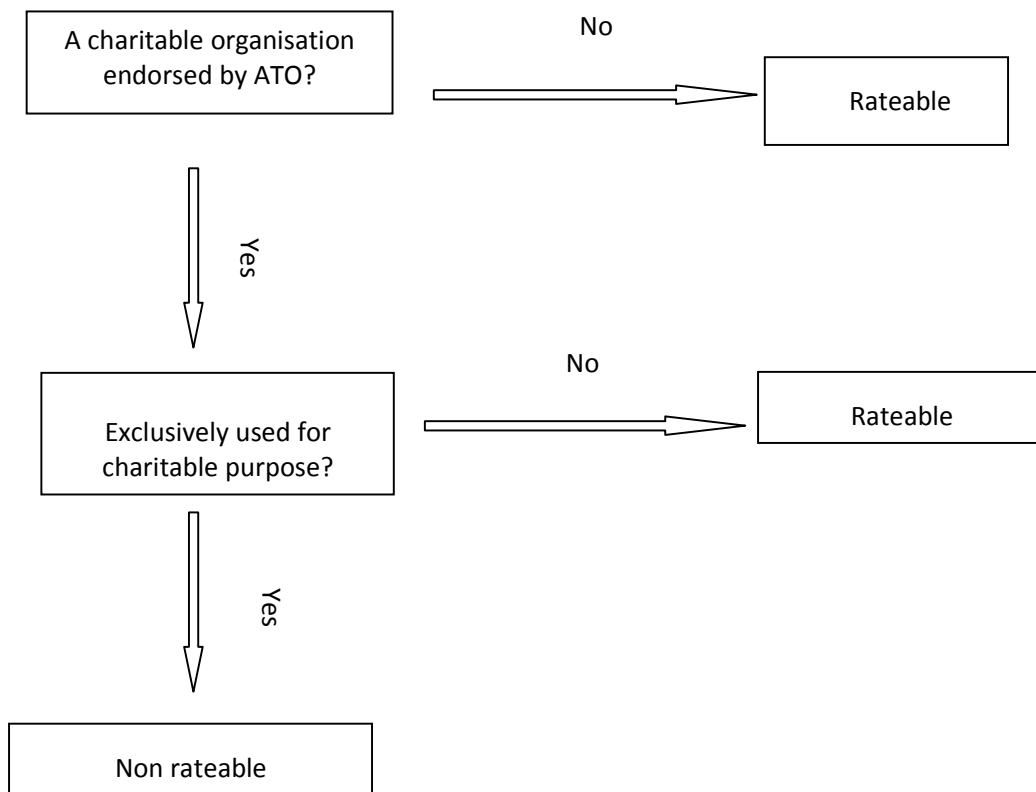 A charitable organisation
endorsed by ATO?
No
Rateable
Yes
Exclusively used for
charitable purpose?
No
Rateable
Yes
Non rateable